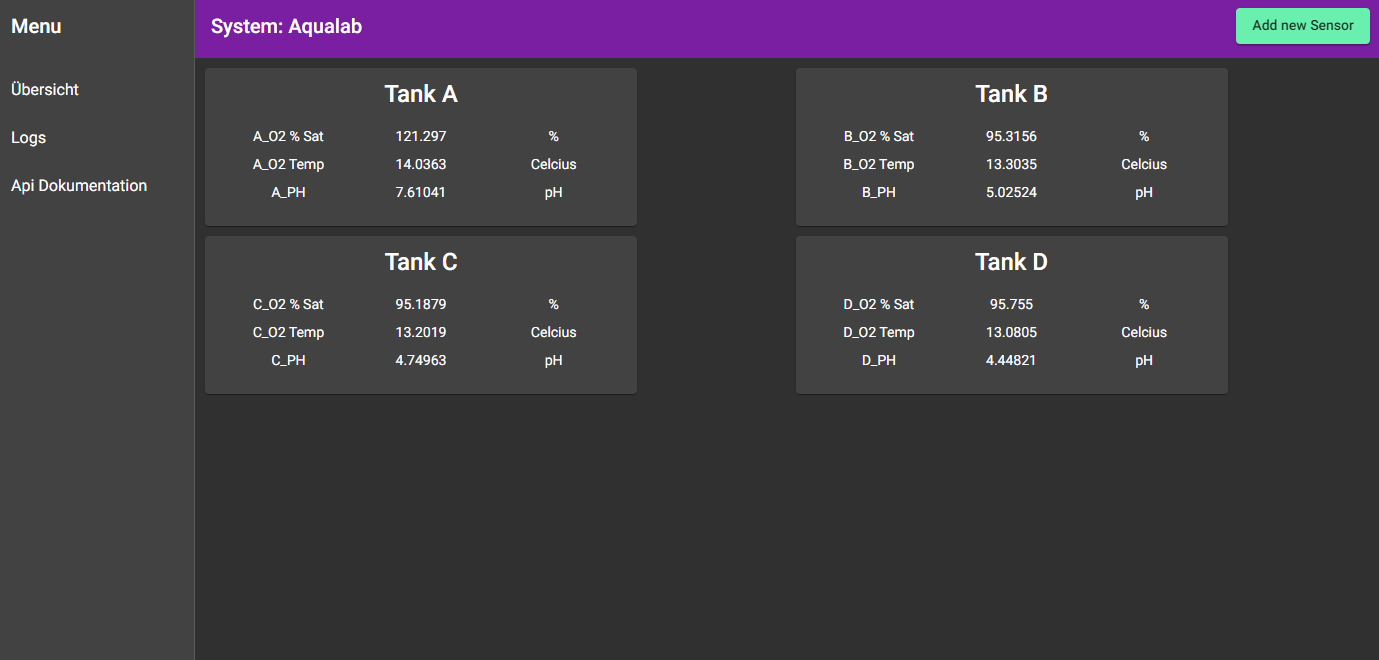 Menu
Übersicht
Logs
Api Dokumentation
System: Aqualab
Add new Sensor
Tank A
A_O2 % Sat 121.297 %
A_O2 Temp 14.0363 Celcius
A_PH 7.61041 pH
Tank B
B_O2 % Sat 95.3156 %
B_O2 Temp 13.3035 Celcius
B_PH 5.02524 pH
Tank C
C_O2 % Sat 95.1879 %
C_O2 Temp 13.2019 Celcius
C_PH 4.74963 pH
Tank D
D_O2 % Sat 95.755 %
D_O2 Temp 13.0805 Celcius
D_PH 4.44821 pH